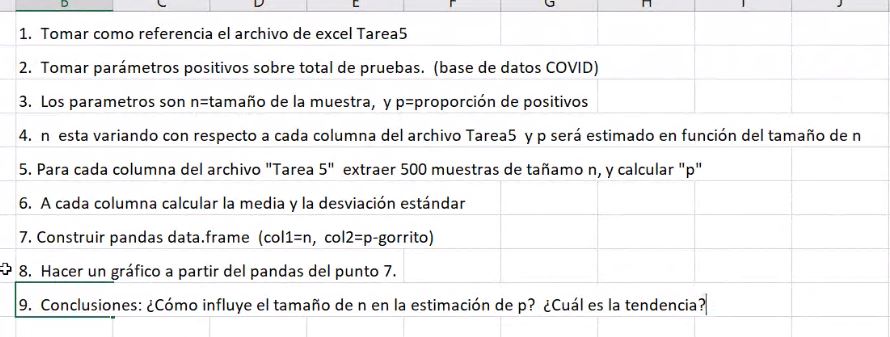 1. Tomar como referencia el archivo de excel Tarea5
2. Tomar parámetros positivos sobre total de pruebas. (base de datos COVID)
3. Los parametros son n=tamaño de la muestra, y p=proporción de positivos
4. n esta variando con respecto a cada columna del archivo Tarea5 y p será estimado en función del tamaño de n
5. Para cada columna del archivo "Tarea 5" extraer 500 muestras de tañamo n, y calcular "p"
6. A cada columna calcular la media y la desviación estándar
7. Construir pandas data.frame (col1=n, col2=p-gorrito)
8. Hacer un gráfico a partir del pandas del punto 7.
9. Conclusiones: ¿Cómo influye el tamaño de n en la estimación de p? ¿Cuál es la tendencia?